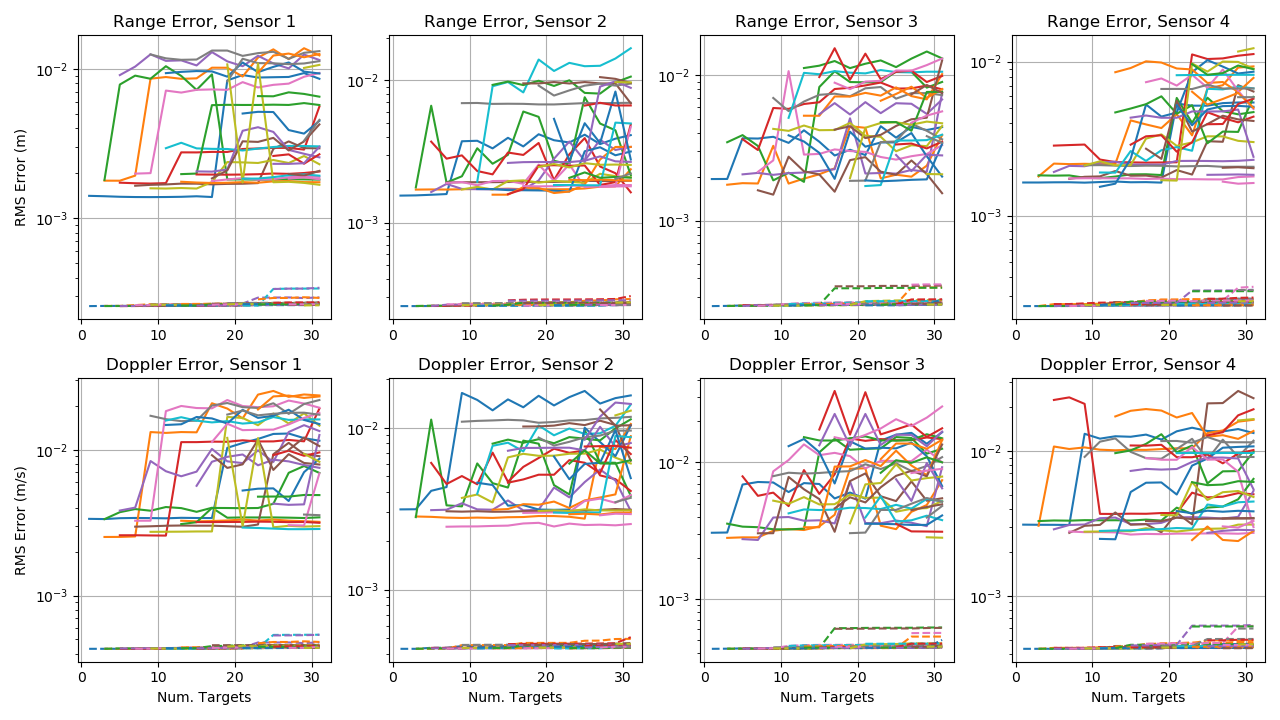 Range Error, Sensor 1
Range Error, Sensor 2
Range Error, Sensor 3
Range Error, Sensor 4
RMS Error (m)
10⁻²
10⁻³
0 10 20 30
10⁻²
10⁻³
0 10 20 30
10⁻²
10⁻³
0 10 20 30
10⁻²
10⁻³
0 10 20 30
Doppler Error, Sensor 1
Doppler Error, Sensor 2
Doppler Error, Sensor 3
Doppler Error, Sensor 4
RMS Error (m/s)
10⁻²
10⁻³
0 10 20 30
10⁻²
10⁻³
0 10 20 30
10⁻²
10⁻³
0 10 20 30
10⁻²
10⁻³
0 10 20 30
Num. Targets
Num. Targets
Num. Targets
Num. Targets